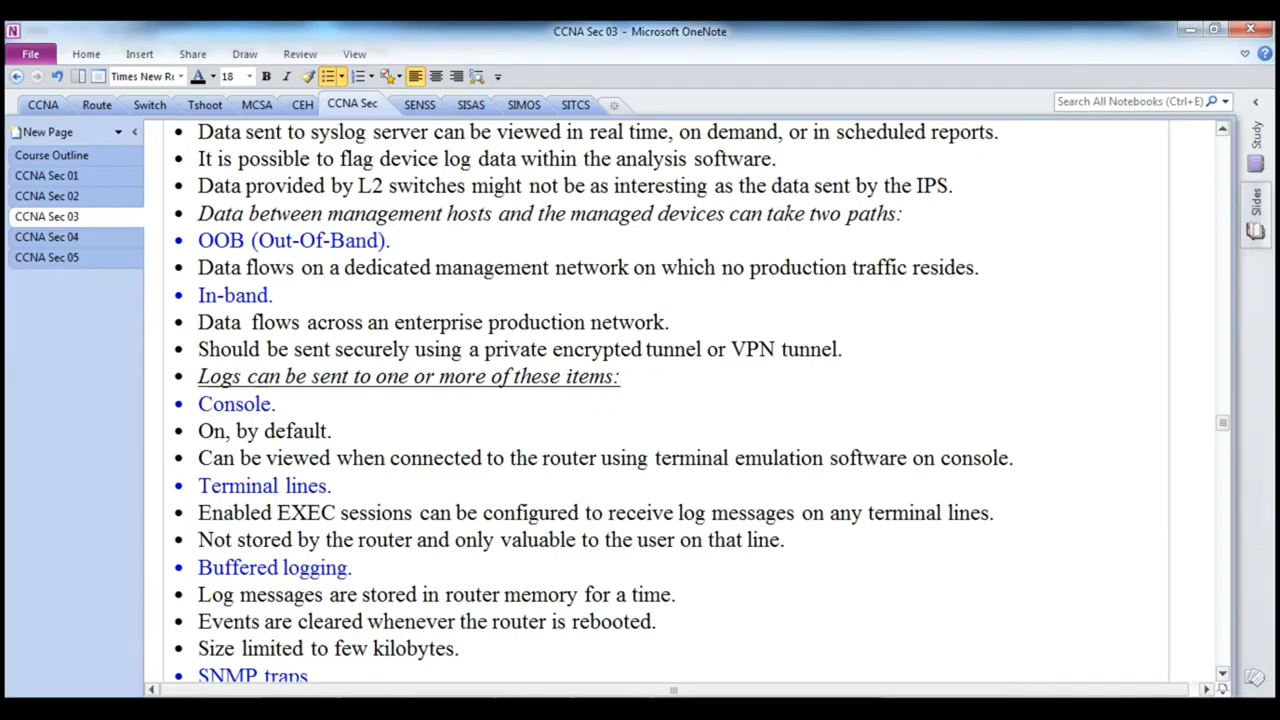 CCNA Sec 03 - Microsoft OneNote
File Home Insert Share Draw Review View
Times New Rc 18 B I
CCNA Route Switch Tshoot MCSA CEH CCNA Sec SENSS SISAS SIMOS SITCS Search All Notebooks (Ctrl+E)
New Page
Course Outline
CCNA Sec 01
CCNA Sec 02
CCNA Sec 03
CCNA Sec 04
CCNA Sec 05
• Data sent to syslog server can be viewed in real time, on demand, or in scheduled reports.
• It is possible to flag device log data within the analysis software.
• Data provided by L2 switches might not be as interesting as the data sent by the IPS.
• Data between management hosts and the managed devices can take two paths:
• OOB (Out-Of-Band).
• Data flows on a dedicated management network on which no production traffic resides.
• In-band.
• Data flows across an enterprise production network.
• Should be sent securely using a private encrypted tunnel or VPN tunnel.
• Logs can be sent to one or more of these items:
• Console.
• On, by default.
• Can be viewed when connected to the router using terminal emulation software on console.
• Terminal lines.
• Enabled EXEC sessions can be configured to receive log messages on any terminal lines.
• Not stored by the router and only valuable to the user on that line.
• Buffered logging.
• Log messages are stored in router memory for a time.
• Events are cleared whenever the router is rebooted.
• Size limited to few kilobytes.
• SNMP traps
Study
Slides